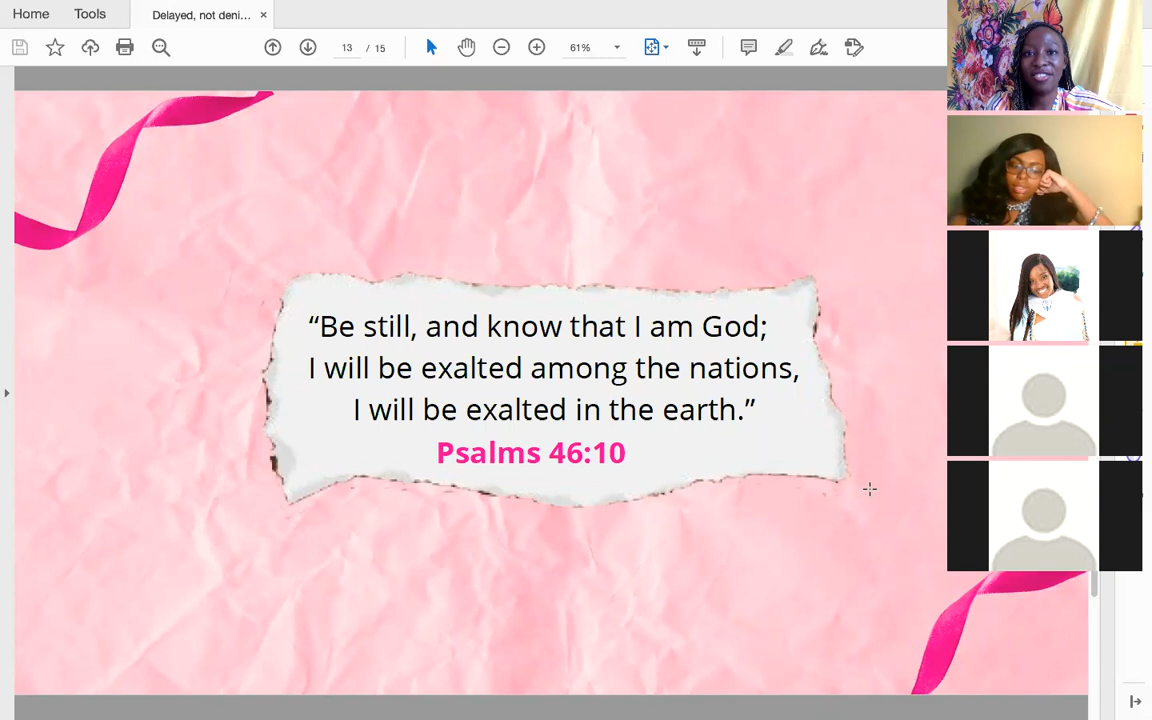 Home Tools Delayed, not deni... ×
13 / 15 61%
“Be still, and know that I am God;
I will be exalted among the nations,
I will be exalted in the earth.”
Psalms 46:10